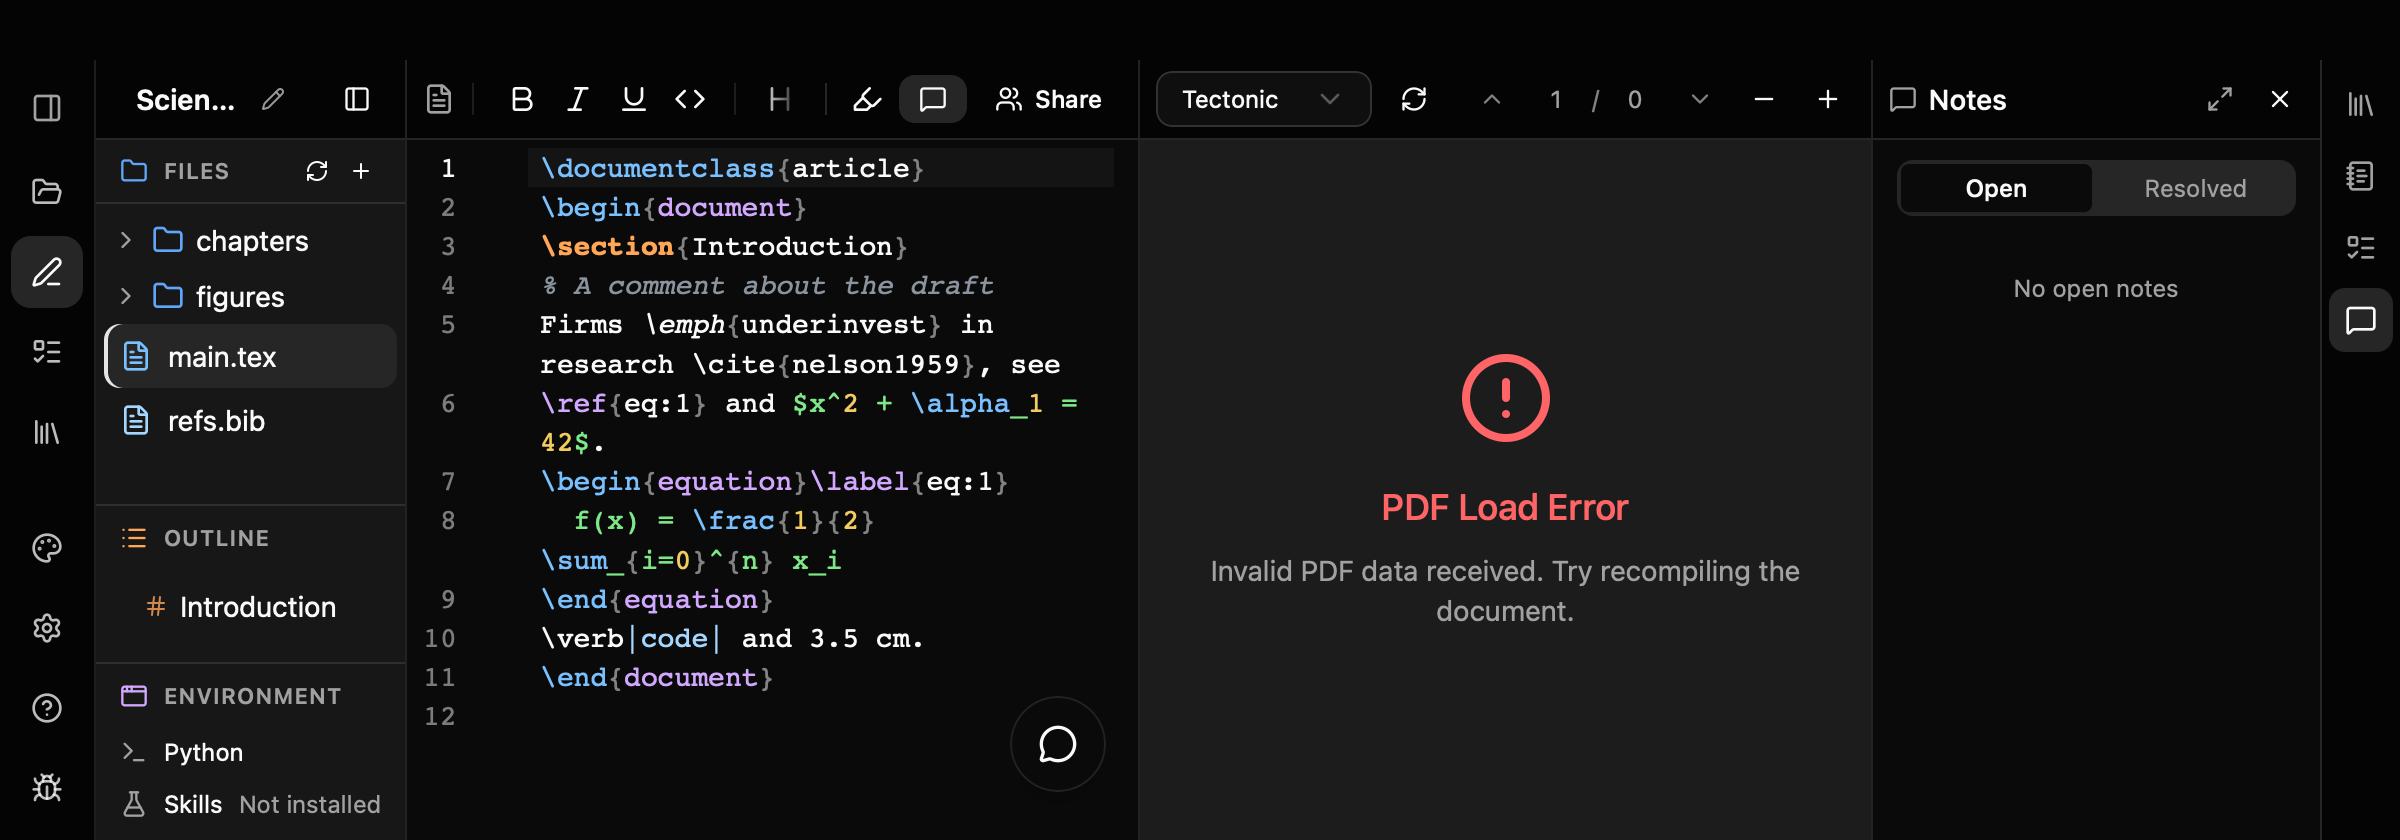 Scien...
FILES
chapters
figures
main.tex
refs.bib
OUTLINE
# Introduction
ENVIRONMENT
Python
Skills Not installed
B I U <> H Share
1 \documentclass{article}
2 \begin{document}
3 \section{Introduction}
4 % A comment about the draft
5 Firms \emph{underinvest} in
research \cite{nelson1959}, see
6 \ref{eq:1} and $x^2 + \alpha_1 =
42$.
7 \begin{equation}\label{eq:1}
8   f(x) = \frac{1}{2}
\sum_{i=0}^{n} x_i
9 \end{equation}
10 \verb|code| and 3.5 cm.
11 \end{document}
12
Tectonic 1 / 0
PDF Load Error
Invalid PDF data received. Try recompiling the
document.
Notes
Open Resolved
No open notes